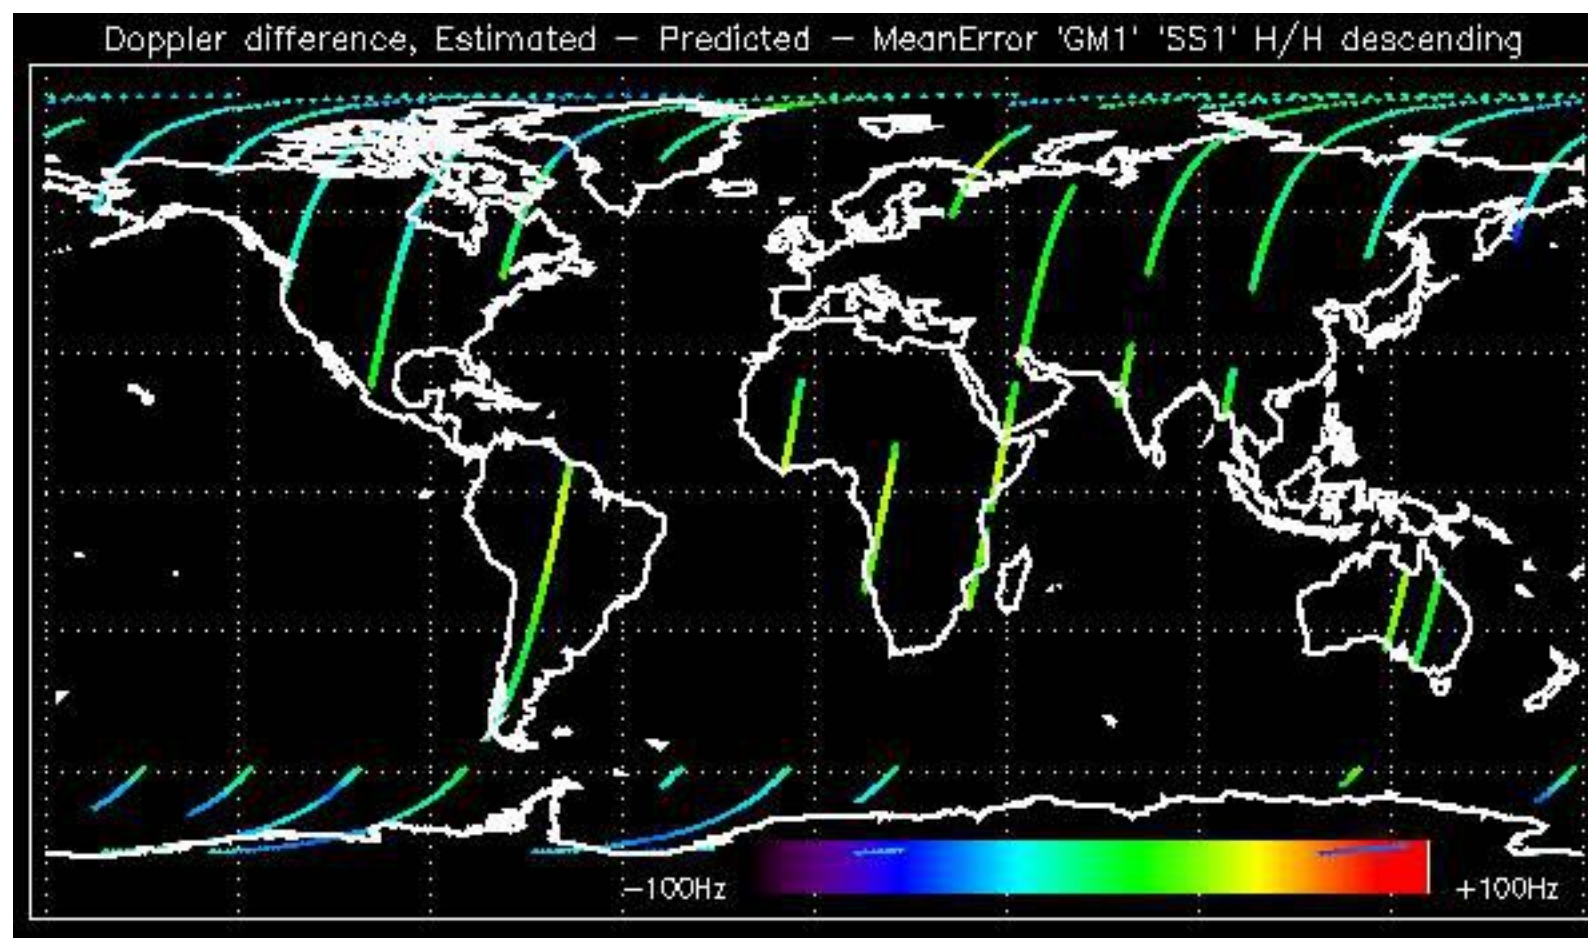 Doppler difference, Estimated - Predicted - MeanError 'GM1' 'SS1' H/H descending
-100Hz
+100Hz